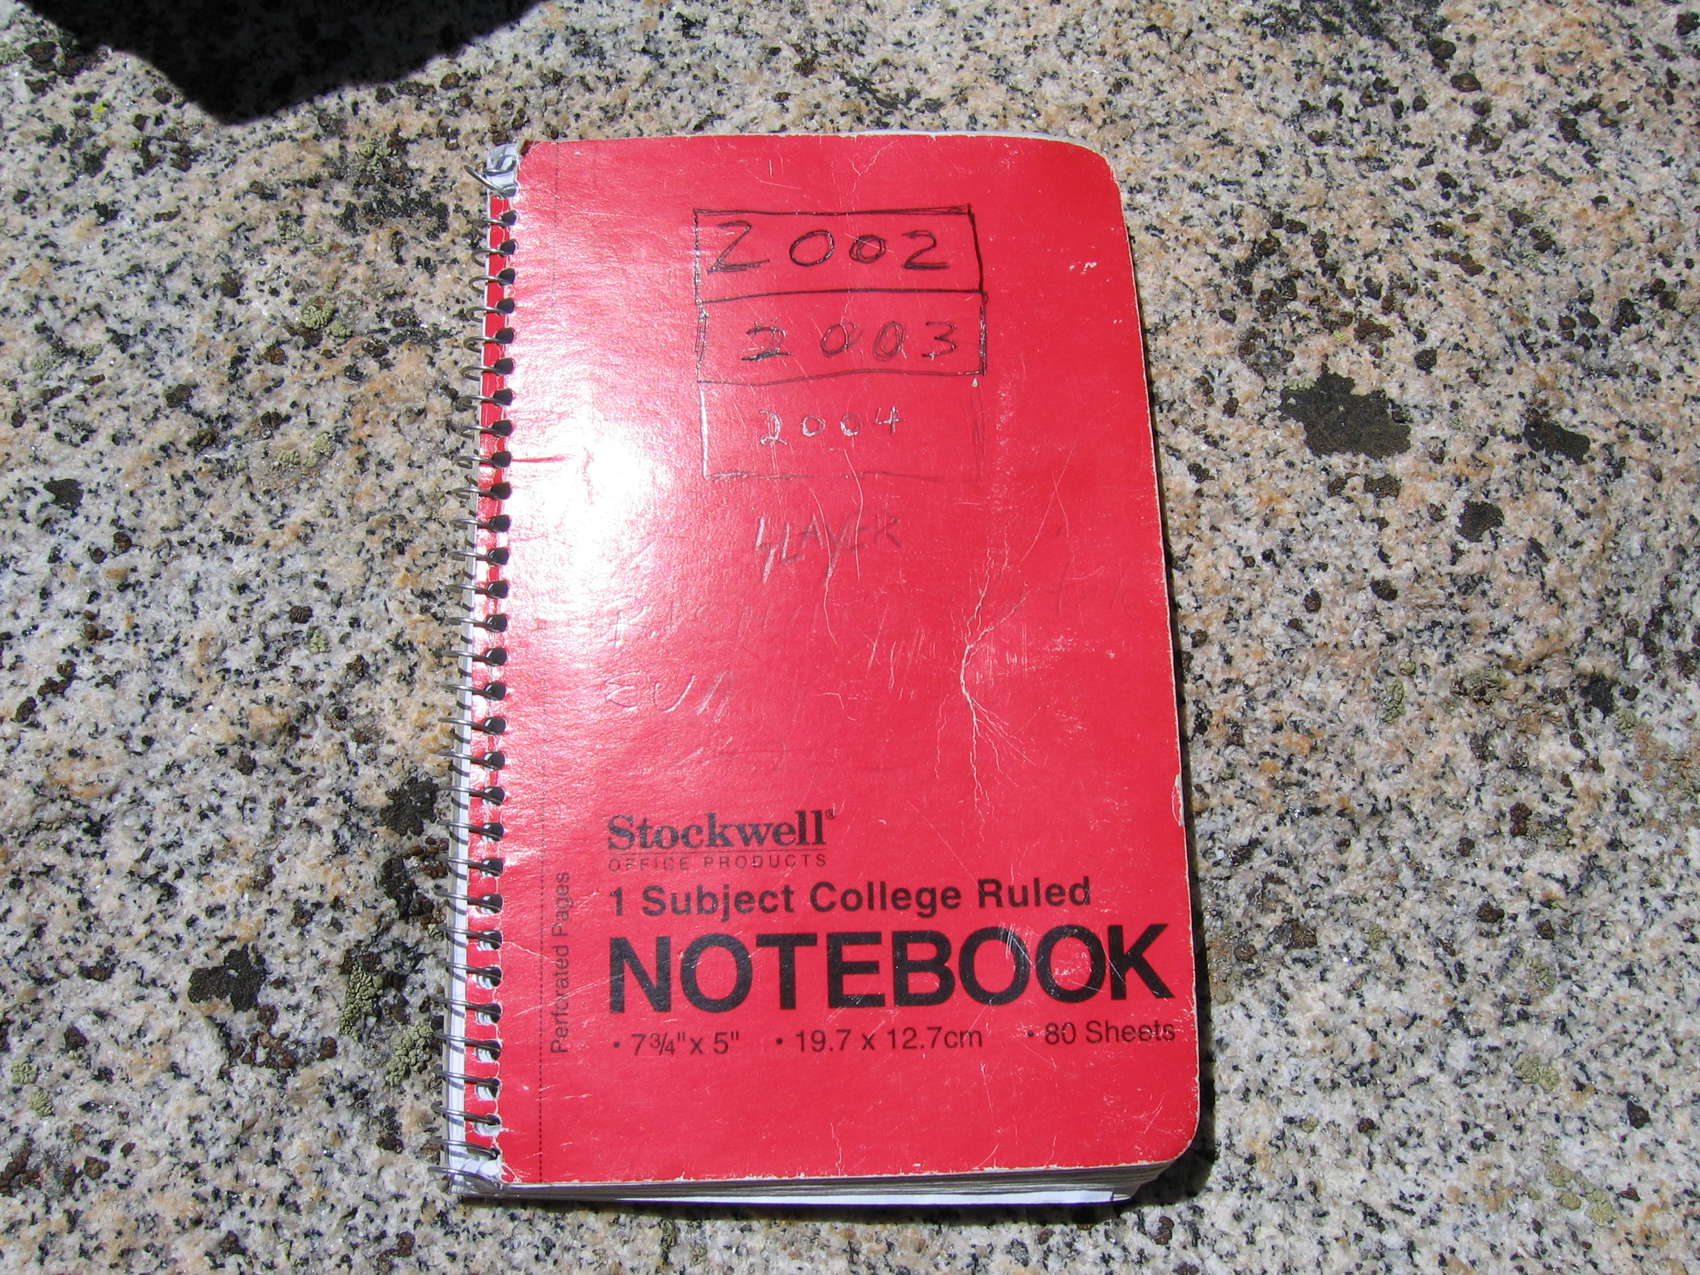 2002
2003
2004
SLAYER
Stockwell®
OFFICE PRODUCTS
1 Subject College Ruled
NOTEBOOK
• 7¾"x 5" • 19.7 x 12.7cm • 80 Sheets
Perforated Pages